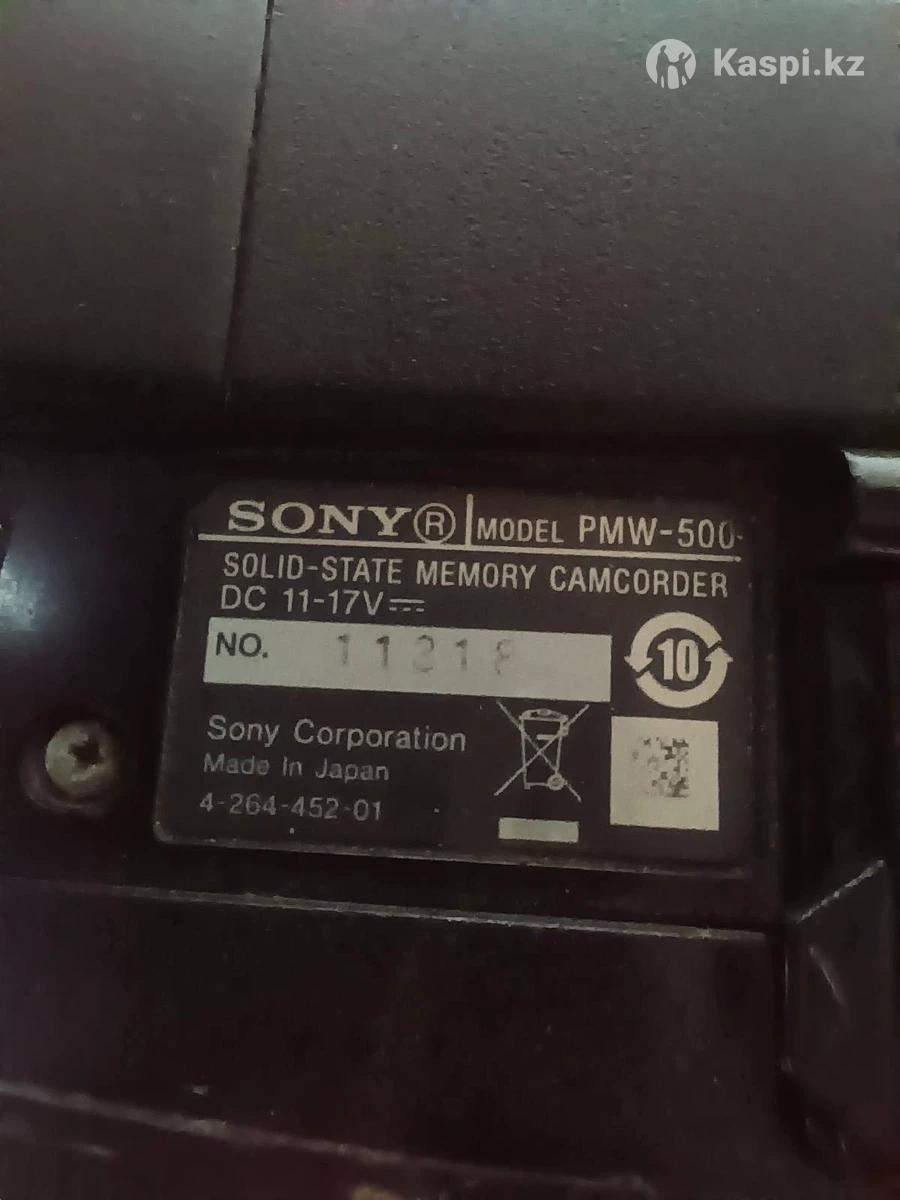 Kaspi.kz
SONY® MODEL PMW-500
SOLID-STATE MEMORY CAMCORDER
DC 11-17V
NO.
10
Sony Corporation
Made In Japan
4-264-452-01